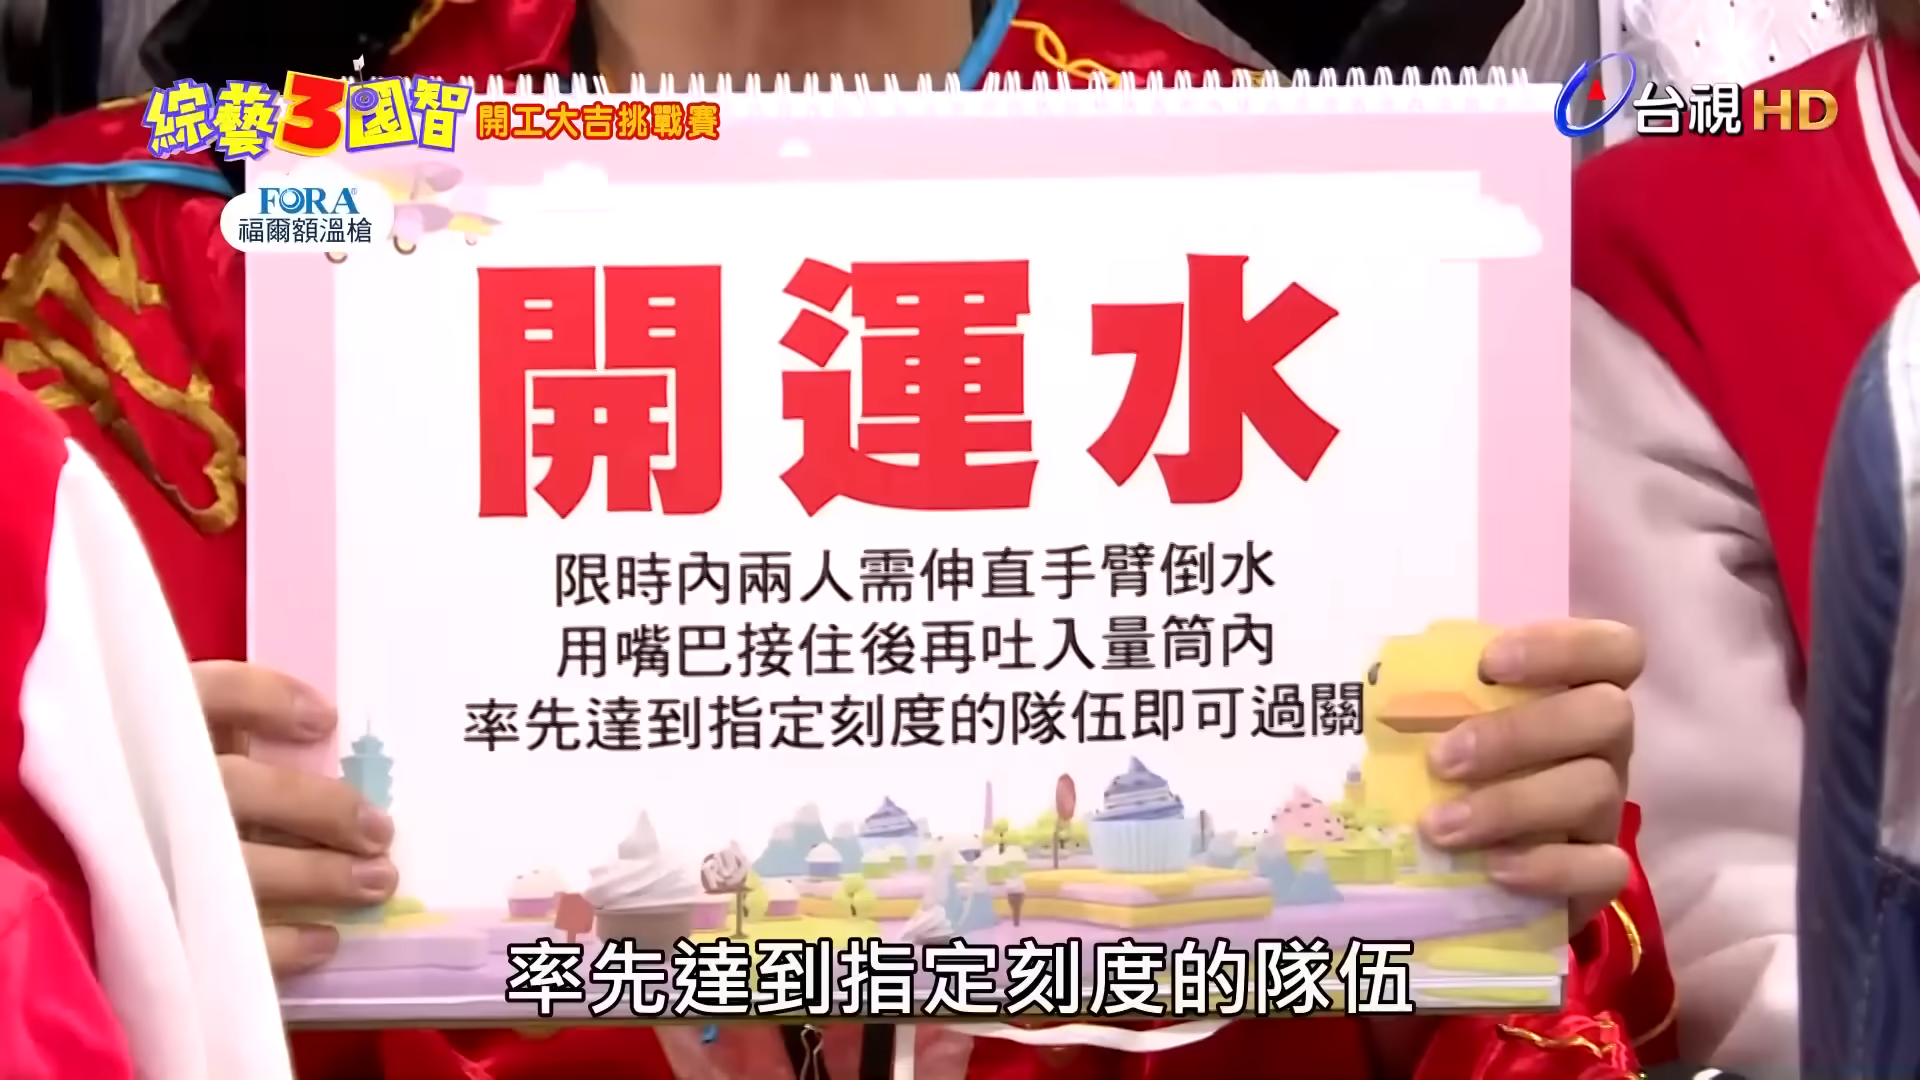 綜藝3國智 開工大吉挑戰賽
台視HD
FORA
福爾額溫槍
開運水
限時內兩人需伸直手臂倒水
用嘴巴接住後再吐入量筒內
率先達到指定刻度的隊伍即可過關
率先達到指定刻度的隊伍